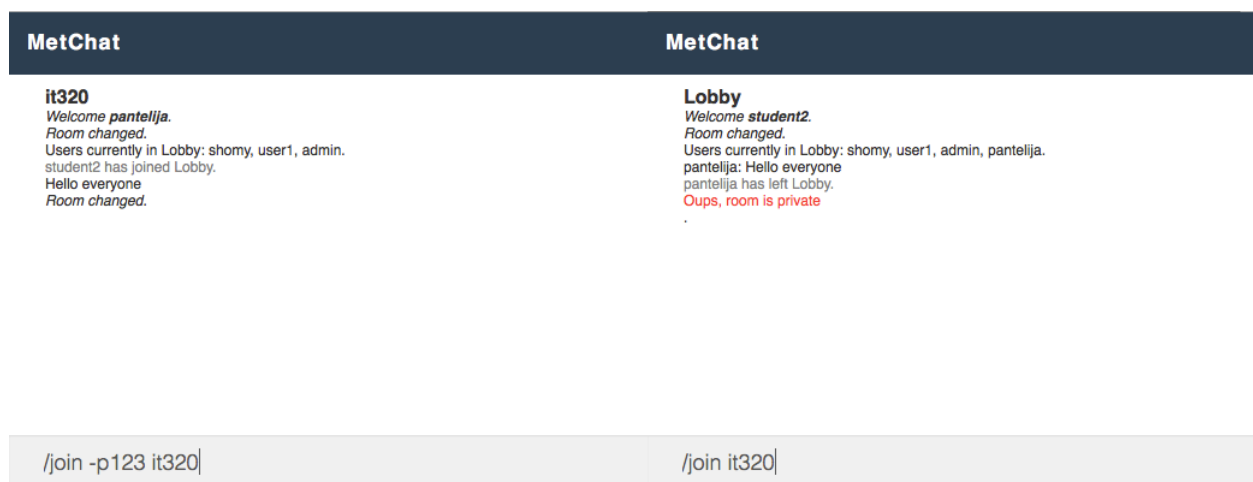 MetChat
it320
Welcome pantelija.
Room changed.
Users currently in Lobby: shomy, user1, admin.
student2 has joined Lobby.
Hello everyone
Room changed.
/join -p123 it320
MetChat
Lobby
Welcome student2.
Room changed.
Users currently in Lobby: shomy, user1, admin, pantelija.
pantelija: Hello everyone
pantelija has left Lobby.
Oups, room is private
.
/join it320